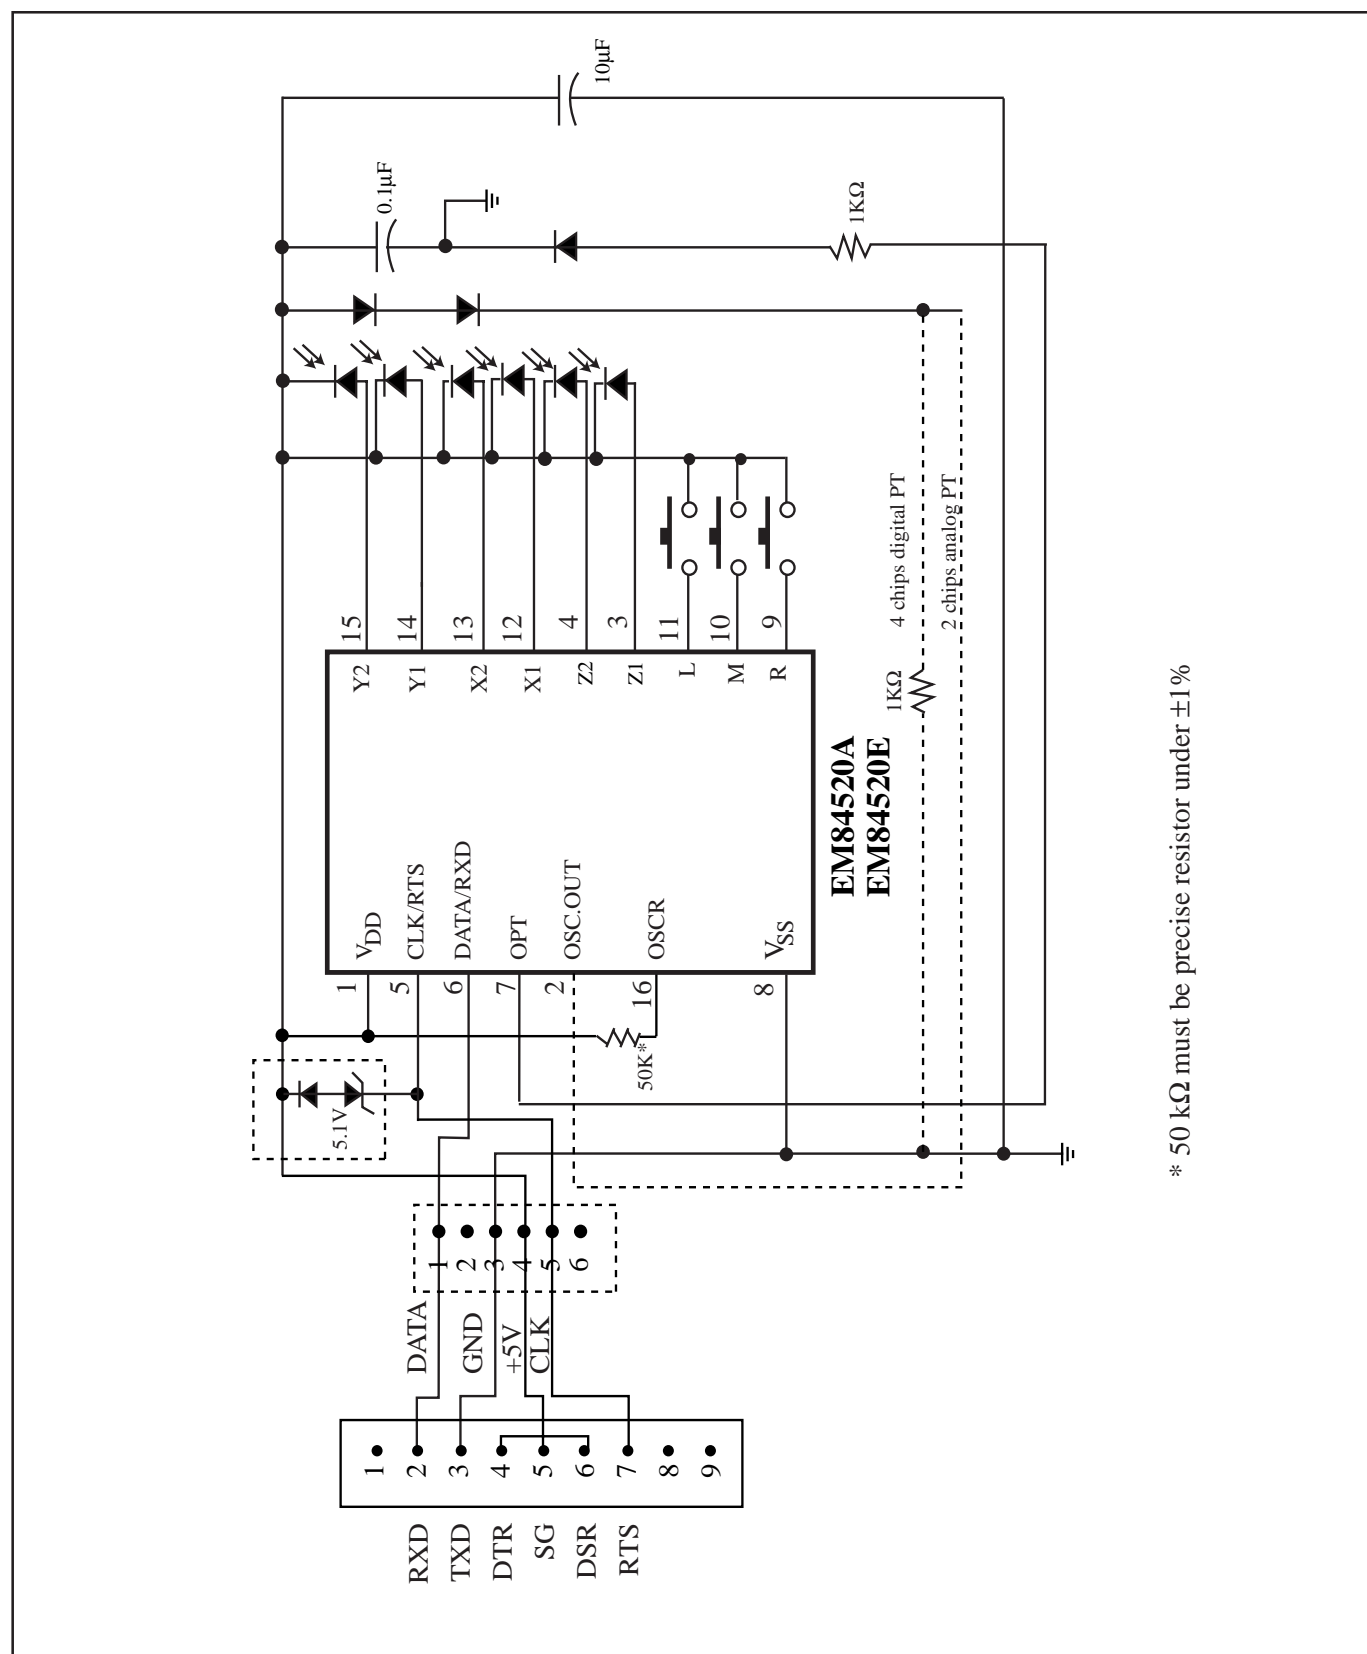 10µF
0.1µF
1KΩ
4 chips digital PT
2 chips analog PT
15
14
13
12
4
3
11
10
9
Y2
Y1
X2
X1
Z2
Z1
L
M
R
1KΩ
EM84520A
EM84520E
VDD
CLK/RTS
DATA/RXD
OPT
OSC.OUT
OSCR
VSS
1
5
6
7
2
16
8
50K*
5.1V
1
2
3
4
5
6
DATA
GND
+5V
CLK
1
2
3
4
5
6
7
8
9
RXD
TXD
DTR
SG
DSR
RTS
* 50 kΩ must be precise resistor under ±1%